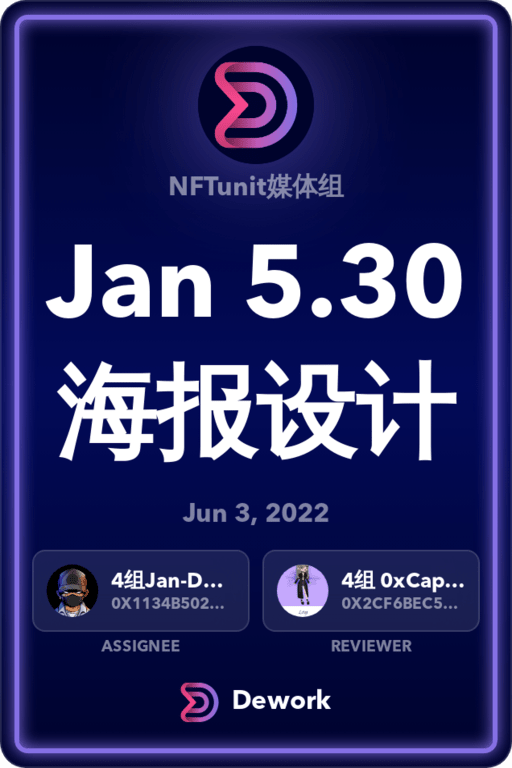 NFTunit媒体组
Jan 5.30
海报设计
Jun 3, 2022
4组Jan-D...
0X1134B502...
4组 0xCap...
0X2CF6BEC5...
ASSIGNEE
REVIEWER
Dework